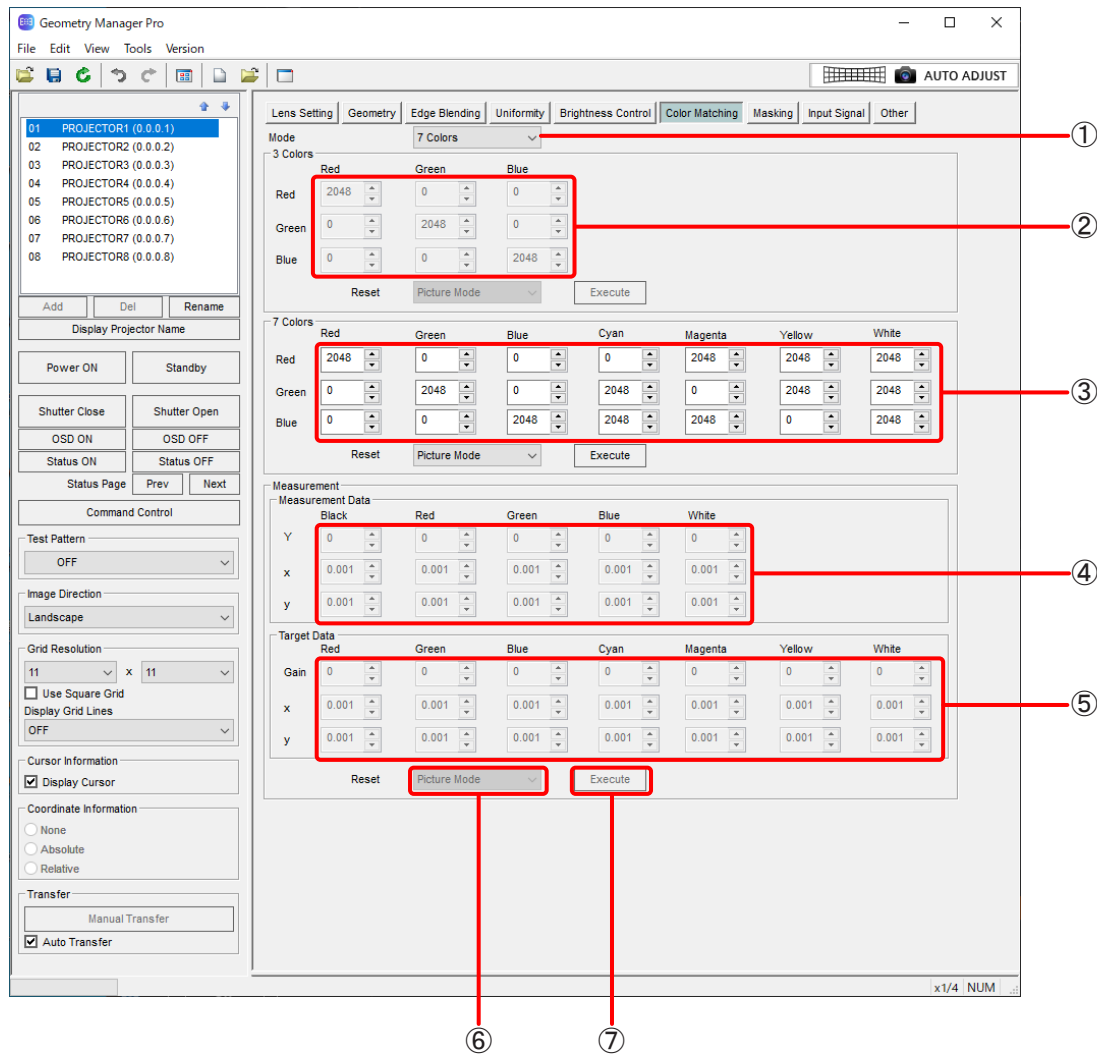 Geometry Manager Pro
File Edit View Tools Version
AUTO ADJUST
01 PROJECTOR1 (0.0.0.1)
02 PROJECTOR2 (0.0.0.2)
03 PROJECTOR3 (0.0.0.3)
04 PROJECTOR4 (0.0.0.4)
05 PROJECTOR5 (0.0.0.5)
06 PROJECTOR6 (0.0.0.6)
07 PROJECTOR7 (0.0.0.7)
08 PROJECTOR8 (0.0.0.8)
Add Del Rename
Display Projector Name
Power ON Standby
Shutter Close Shutter Open
OSD ON OSD OFF
Status ON Status OFF
Status Page Prev Next
Command Control
Test Pattern
OFF
Image Direction
Landscape
Grid Resolution
11 x 11
Use Square Grid
Display Grid Lines
OFF
Cursor Information
Display Cursor
Coordinate Information
None
Absolute
Relative
Transfer
Manual Transfer
Auto Transfer
Lens Setting Geometry Edge Blending Uniformity Brightness Control Color Matching Masking Input Signal Other
Mode 7 Colors ①
3 Colors
Red Green Blue
Red 2048 0 0
Green 0 2048 0 ②
Blue 0 0 2048
Reset Picture Mode Execute
7 Colors
Red Green Blue Cyan Magenta Yellow White
Red 2048 0 0 0 2048 2048 2048
Green 0 2048 0 2048 0 2048 2048 ③
Blue 0 0 2048 2048 2048 0 2048
Reset Picture Mode Execute
Measurement
Measurement Data
Black Red Green Blue White
Y 0 0 0 0 0
x 0.001 0.001 0.001 0.001 0.001 ④
y 0.001 0.001 0.001 0.001 0.001
Target Data
Red Green Blue Cyan Magenta Yellow White
Gain 0 0 0 0 0 0 0
x 0.001 0.001 0.001 0.001 0.001 0.001 0.001 ⑤
y 0.001 0.001 0.001 0.001 0.001 0.001 0.001
Reset Picture Mode Execute
x1/4 NUM
⑥ ⑦